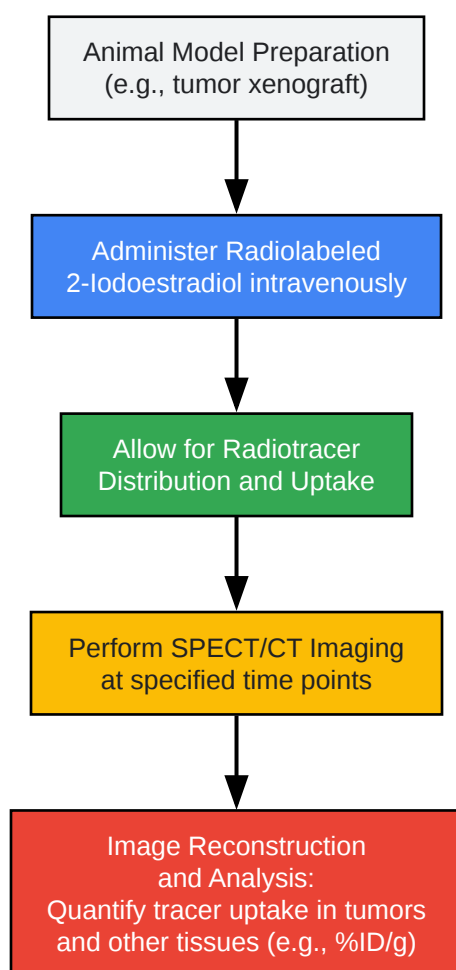 Animal Model Preparation
(e.g., tumor xenograft)
Administer Radiolabeled
2-Iodoestradiol intravenously
Allow for Radiotracer
Distribution and Uptake
Perform SPECT/CT Imaging
at specified time points
Image Reconstruction
and Analysis:
Quantify tracer uptake in tumors
and other tissues (e.g., %ID/g)